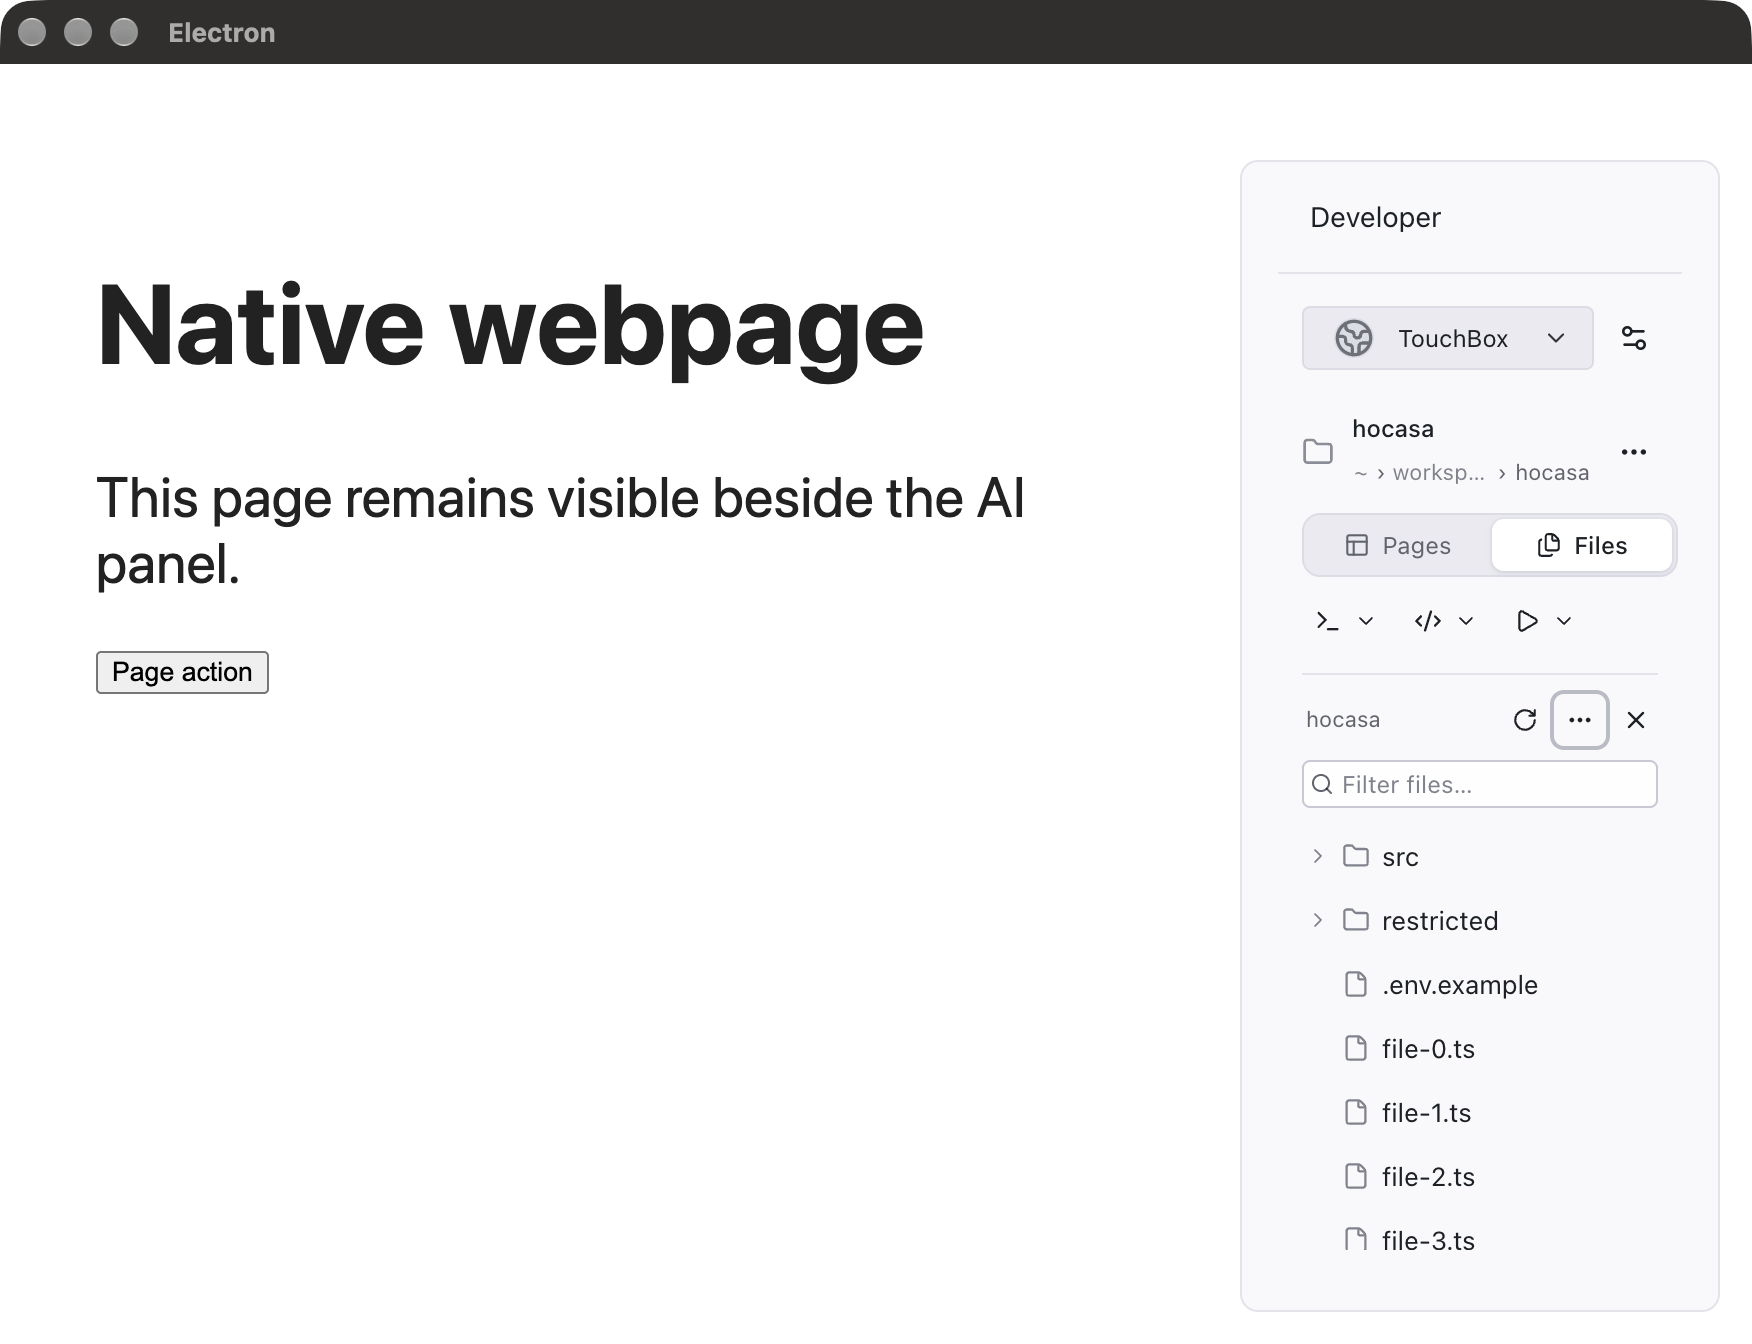 Electron
Native webpage
This page remains visible beside the AI
panel.
Page action
Developer
TouchBox
hocasa
~ › worksp... › hocasa
Pages
Files
hocasa
Filter files...
src
restricted
.env.example
file-0.ts
file-1.ts
file-2.ts
file-3.ts